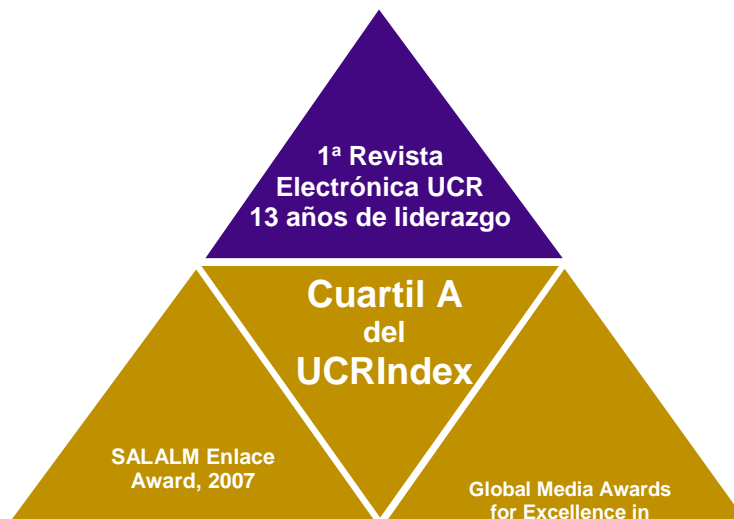 1ª Revista
Electrónica UCR
13 años de liderazgo
Cuartil A
del
UCRIndex
SALALM Enlace
Award, 2007
Global Media Awards
for Excellence in